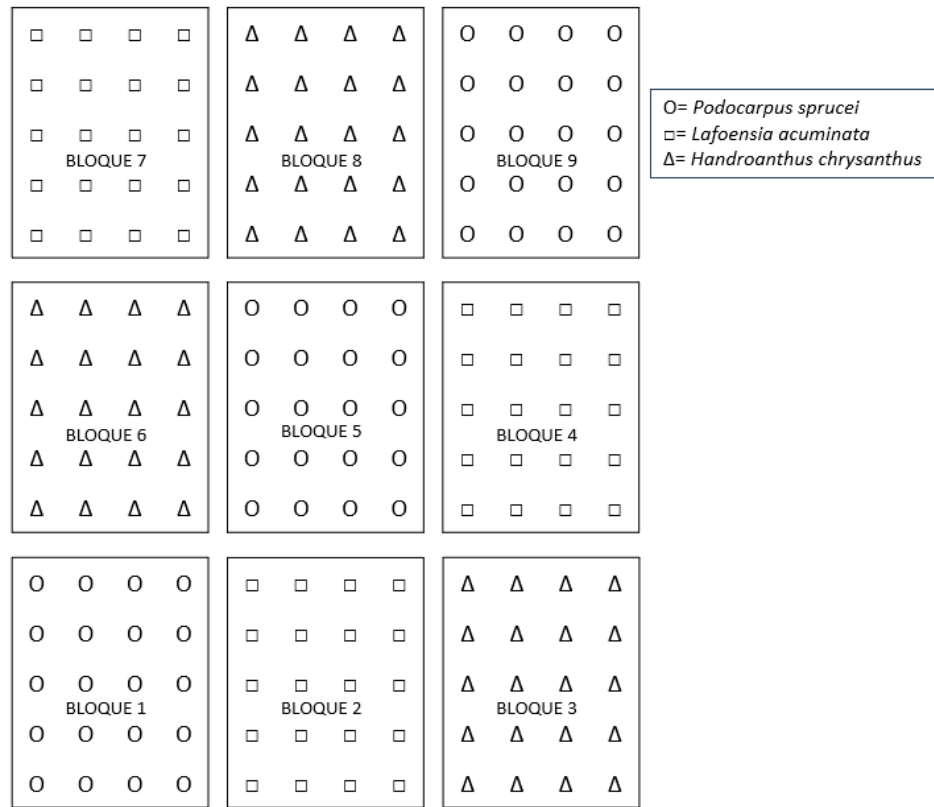 □ □ □ □ Δ Δ Δ Δ O O O O
□ □ □ □ Δ Δ Δ Δ O O O O
□ □ □ □ Δ Δ Δ Δ O O O O
BLOQUE 7 BLOQUE 8 BLOQUE 9
□ □ □ □ Δ Δ Δ Δ O O O O
□ □ □ □ Δ Δ Δ Δ O O O O
O= Podocarpus sprucei
□= Lafoensia acuminata
Δ= Handroanthus chrysanthus
Δ Δ Δ Δ O O O O □ □ □ □
Δ Δ Δ Δ O O O O □ □ □ □
Δ Δ Δ Δ O O O O □ □ □ □
BLOQUE 6 BLOQUE 5 BLOQUE 4
Δ Δ Δ Δ O O O O □ □ □ □
Δ Δ Δ Δ O O O O □ □ □ □
O O O O □ □ □ □ Δ Δ Δ Δ
O O O O □ □ □ □ Δ Δ Δ Δ
O O O O □ □ □ □ Δ Δ Δ Δ
BLOQUE 1 BLOQUE 2 BLOQUE 3
O O O O □ □ □ □ Δ Δ Δ Δ
O O O O □ □ □ □ Δ Δ Δ Δ